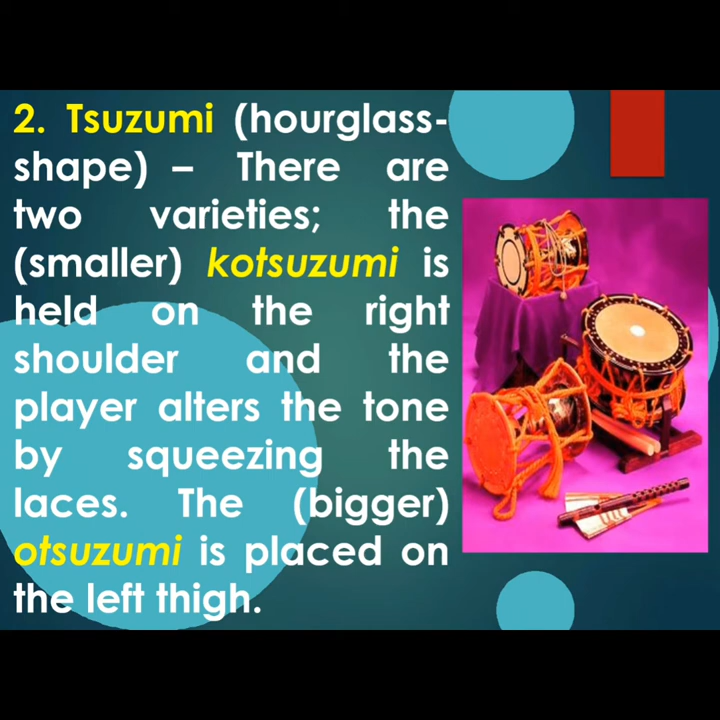 2. Tsuzumi (hourglass-
shape) – There are
two varieties; the
(smaller) kotsuzumi is
held on the right
shoulder and the
player alters the tone
by squeezing the
laces. The (bigger)
otsuzumi is placed on
the left thigh.